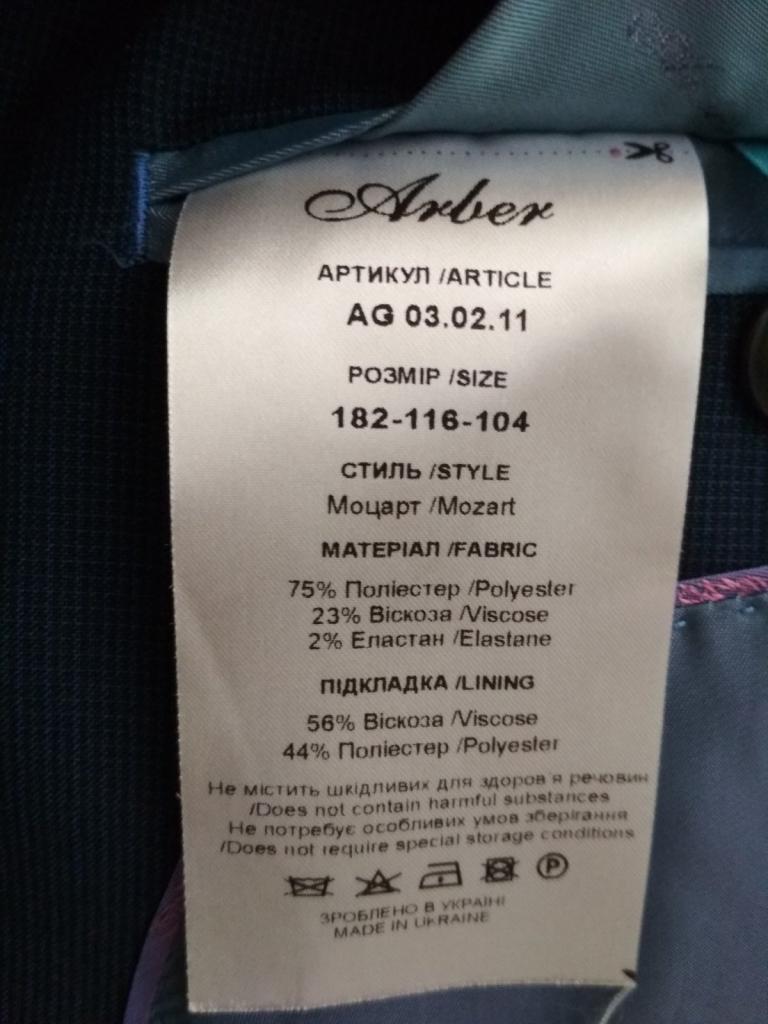 Arber
АРТИКУЛ /ARTICLE
AG 03.02.11
РОЗМІР /SIZE
182-116-104
СТИЛЬ /STYLE
Моцарт /Mozart
МАТЕРІАЛ /FABRIC
75% Поліестер /Polyester
23% Віскоза /Viscose
2% Еластан /Elastane
ПІДКЛАДКА /LINING
56% Віскоза /Viscose
44% Поліестер /Polyester
Не містить шкідливих для здоров'я речовин
/Does not contain harmful substances
Не потребує особливих умов зберігання
/Does not require special storage conditions
P
ЗРОБЛЕНО В УКРАЇНІ
MADE IN UKRAINE